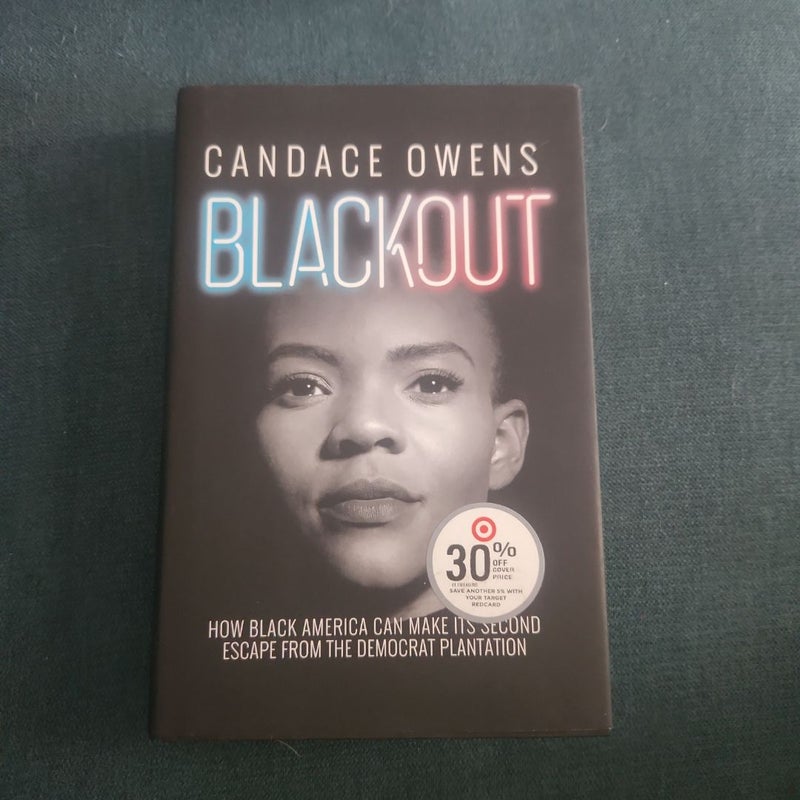 CANDACE OWENS
BLACKOUT
30%
OFF
COVER
PRICE
SAVE ANOTHER 5% WITH
YOUR TARGET
REDCARD
HOW BLACK AMERICA CAN MAKE ITS SECOND
ESCAPE FROM THE DEMOCRAT PLANTATION